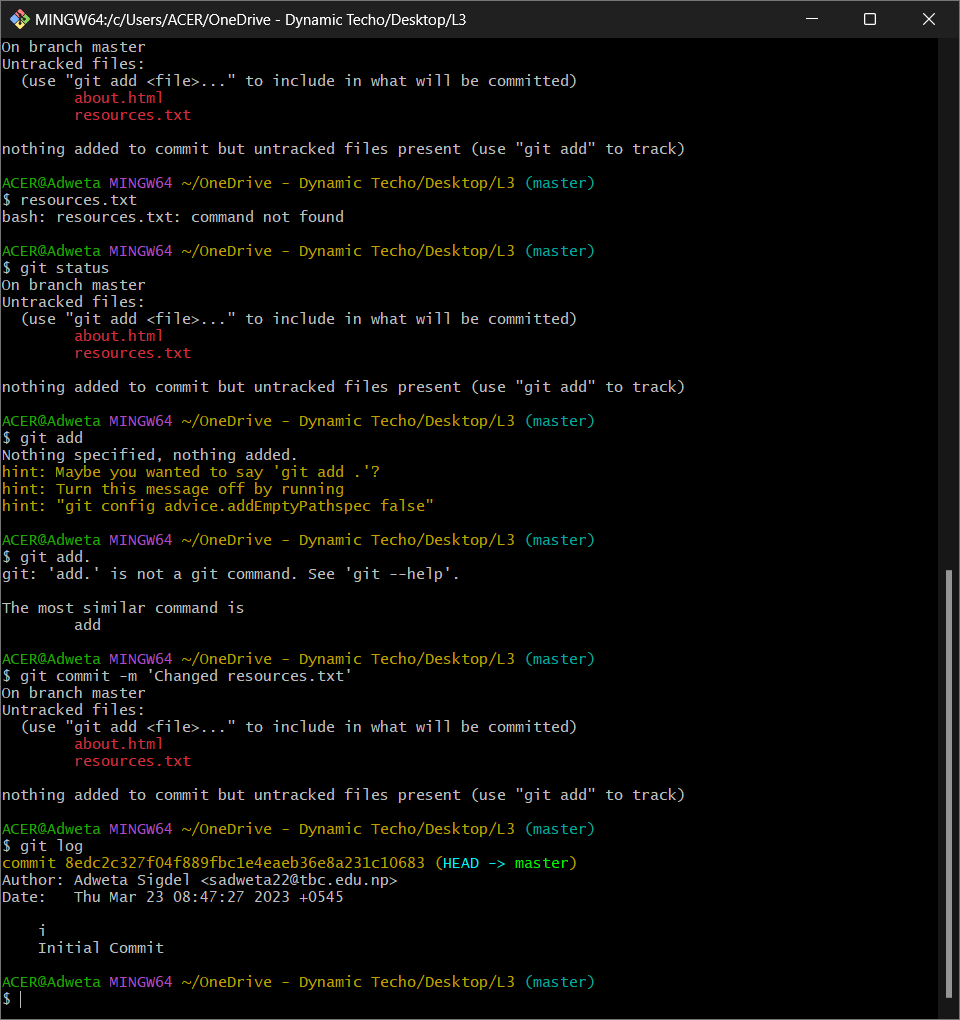 MINGW64:/c/Users/ACER/OneDrive - Dynamic Techo/Desktop/L3
On branch master
Untracked files:
  (use "git add <file>..." to include in what will be committed)
        about.html
        resources.txt

nothing added to commit but untracked files present (use "git add" to track)

ACER@Adweta MINGW64 ~/OneDrive - Dynamic Techo/Desktop/L3 (master)
$ resources.txt
bash: resources.txt: command not found

ACER@Adweta MINGW64 ~/OneDrive - Dynamic Techo/Desktop/L3 (master)
$ git status
On branch master
Untracked files:
  (use "git add <file>..." to include in what will be committed)
        about.html
        resources.txt

nothing added to commit but untracked files present (use "git add" to track)

ACER@Adweta MINGW64 ~/OneDrive - Dynamic Techo/Desktop/L3 (master)
$ git add
Nothing specified, nothing added.
hint: Maybe you wanted to say 'git add .'?
hint: Turn this message off by running
hint: "git config advice.addEmptyPathspec false"

ACER@Adweta MINGW64 ~/OneDrive - Dynamic Techo/Desktop/L3 (master)
$ git add.
git: 'add.' is not a git command. See 'git --help'.

The most similar command is
        add

ACER@Adweta MINGW64 ~/OneDrive - Dynamic Techo/Desktop/L3 (master)
$ git commit -m 'Changed resources.txt'
On branch master
Untracked files:
  (use "git add <file>..." to include in what will be committed)
        about.html
        resources.txt

nothing added to commit but untracked files present (use "git add" to track)

ACER@Adweta MINGW64 ~/OneDrive - Dynamic Techo/Desktop/L3 (master)
$ git log
commit 8edc2c327f04f889fbc1e4eaeb36e8a231c10683 (HEAD -> master)
Author: Adweta Sigdel <sadweta22@tbc.edu.np>
Date:   Thu Mar 23 08:47:27 2023 +0545

    i
    Initial Commit

ACER@Adweta MINGW64 ~/OneDrive - Dynamic Techo/Desktop/L3 (master)
$